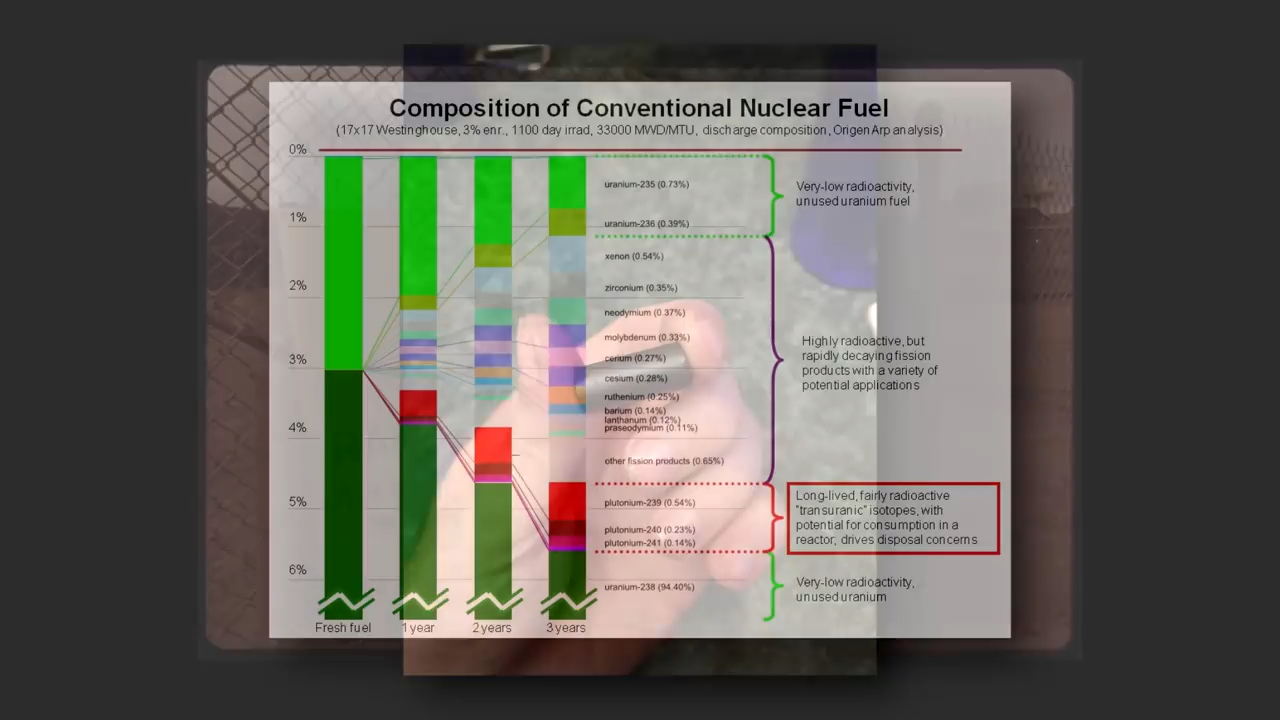 Composition of Conventional Nuclear Fuel
(17x17 Westinghouse, 3% enr., 1100 day irrad, 33000 MWD/MTU, discharge composition, OrigenArp analysis)
0%
1%
2%
3%
4%
5%
6%
Fresh fuel
1 year
2 years
3 years
uranium-235 (0.73%)
uranium-236 (0.39%)
xenon (0.54%)
zirconium (0.35%)
neodymium (0.37%)
molybdenum (0.33%)
cerium (0.27%)
cesium (0.28%)
ruthenium (0.25%)
barium (0.14%)
lanthanum (0.12%)
praseodymium (0.11%)
other fission products (0.65%)
plutonium-239 (0.54%)
plutonium-240 (0.23%)
plutonium-241 (0.14%)
uranium-238 (94.40%)
Very-low radioactivity,
unused uranium fuel
Highly radioactive, but
rapidly decaying fission
products with a variety of
potential applications
Long-lived, fairly radioactive
"transuranic" isotopes, with
potential for consumption in a
reactor; drives disposal concerns
Very-low radioactivity,
unused uranium